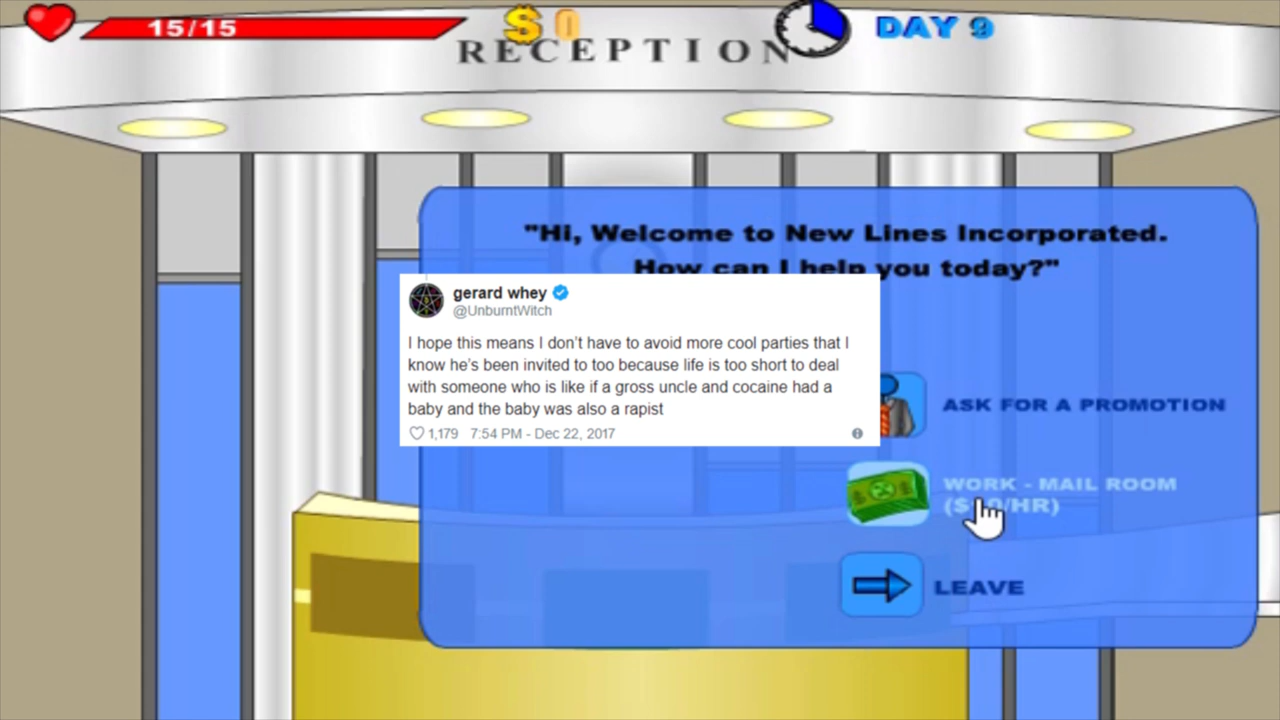 15/15
$ 0
DAY 9
RECEPTION
"Hi, Welcome to New Lines Incorporated.
How can I help you today?"
gerard whey
@UnburntWitch
I hope this means I don't have to avoid more cool parties that I
know he's been invited to too because life is too short to deal
with someone who is like if a gross uncle and cocaine had a
baby and the baby was also a rapist
1,179 7:54 PM - Dec 22, 2017
ASK FOR A PROMOTION
WORK - MAIL ROOM
LEAVE